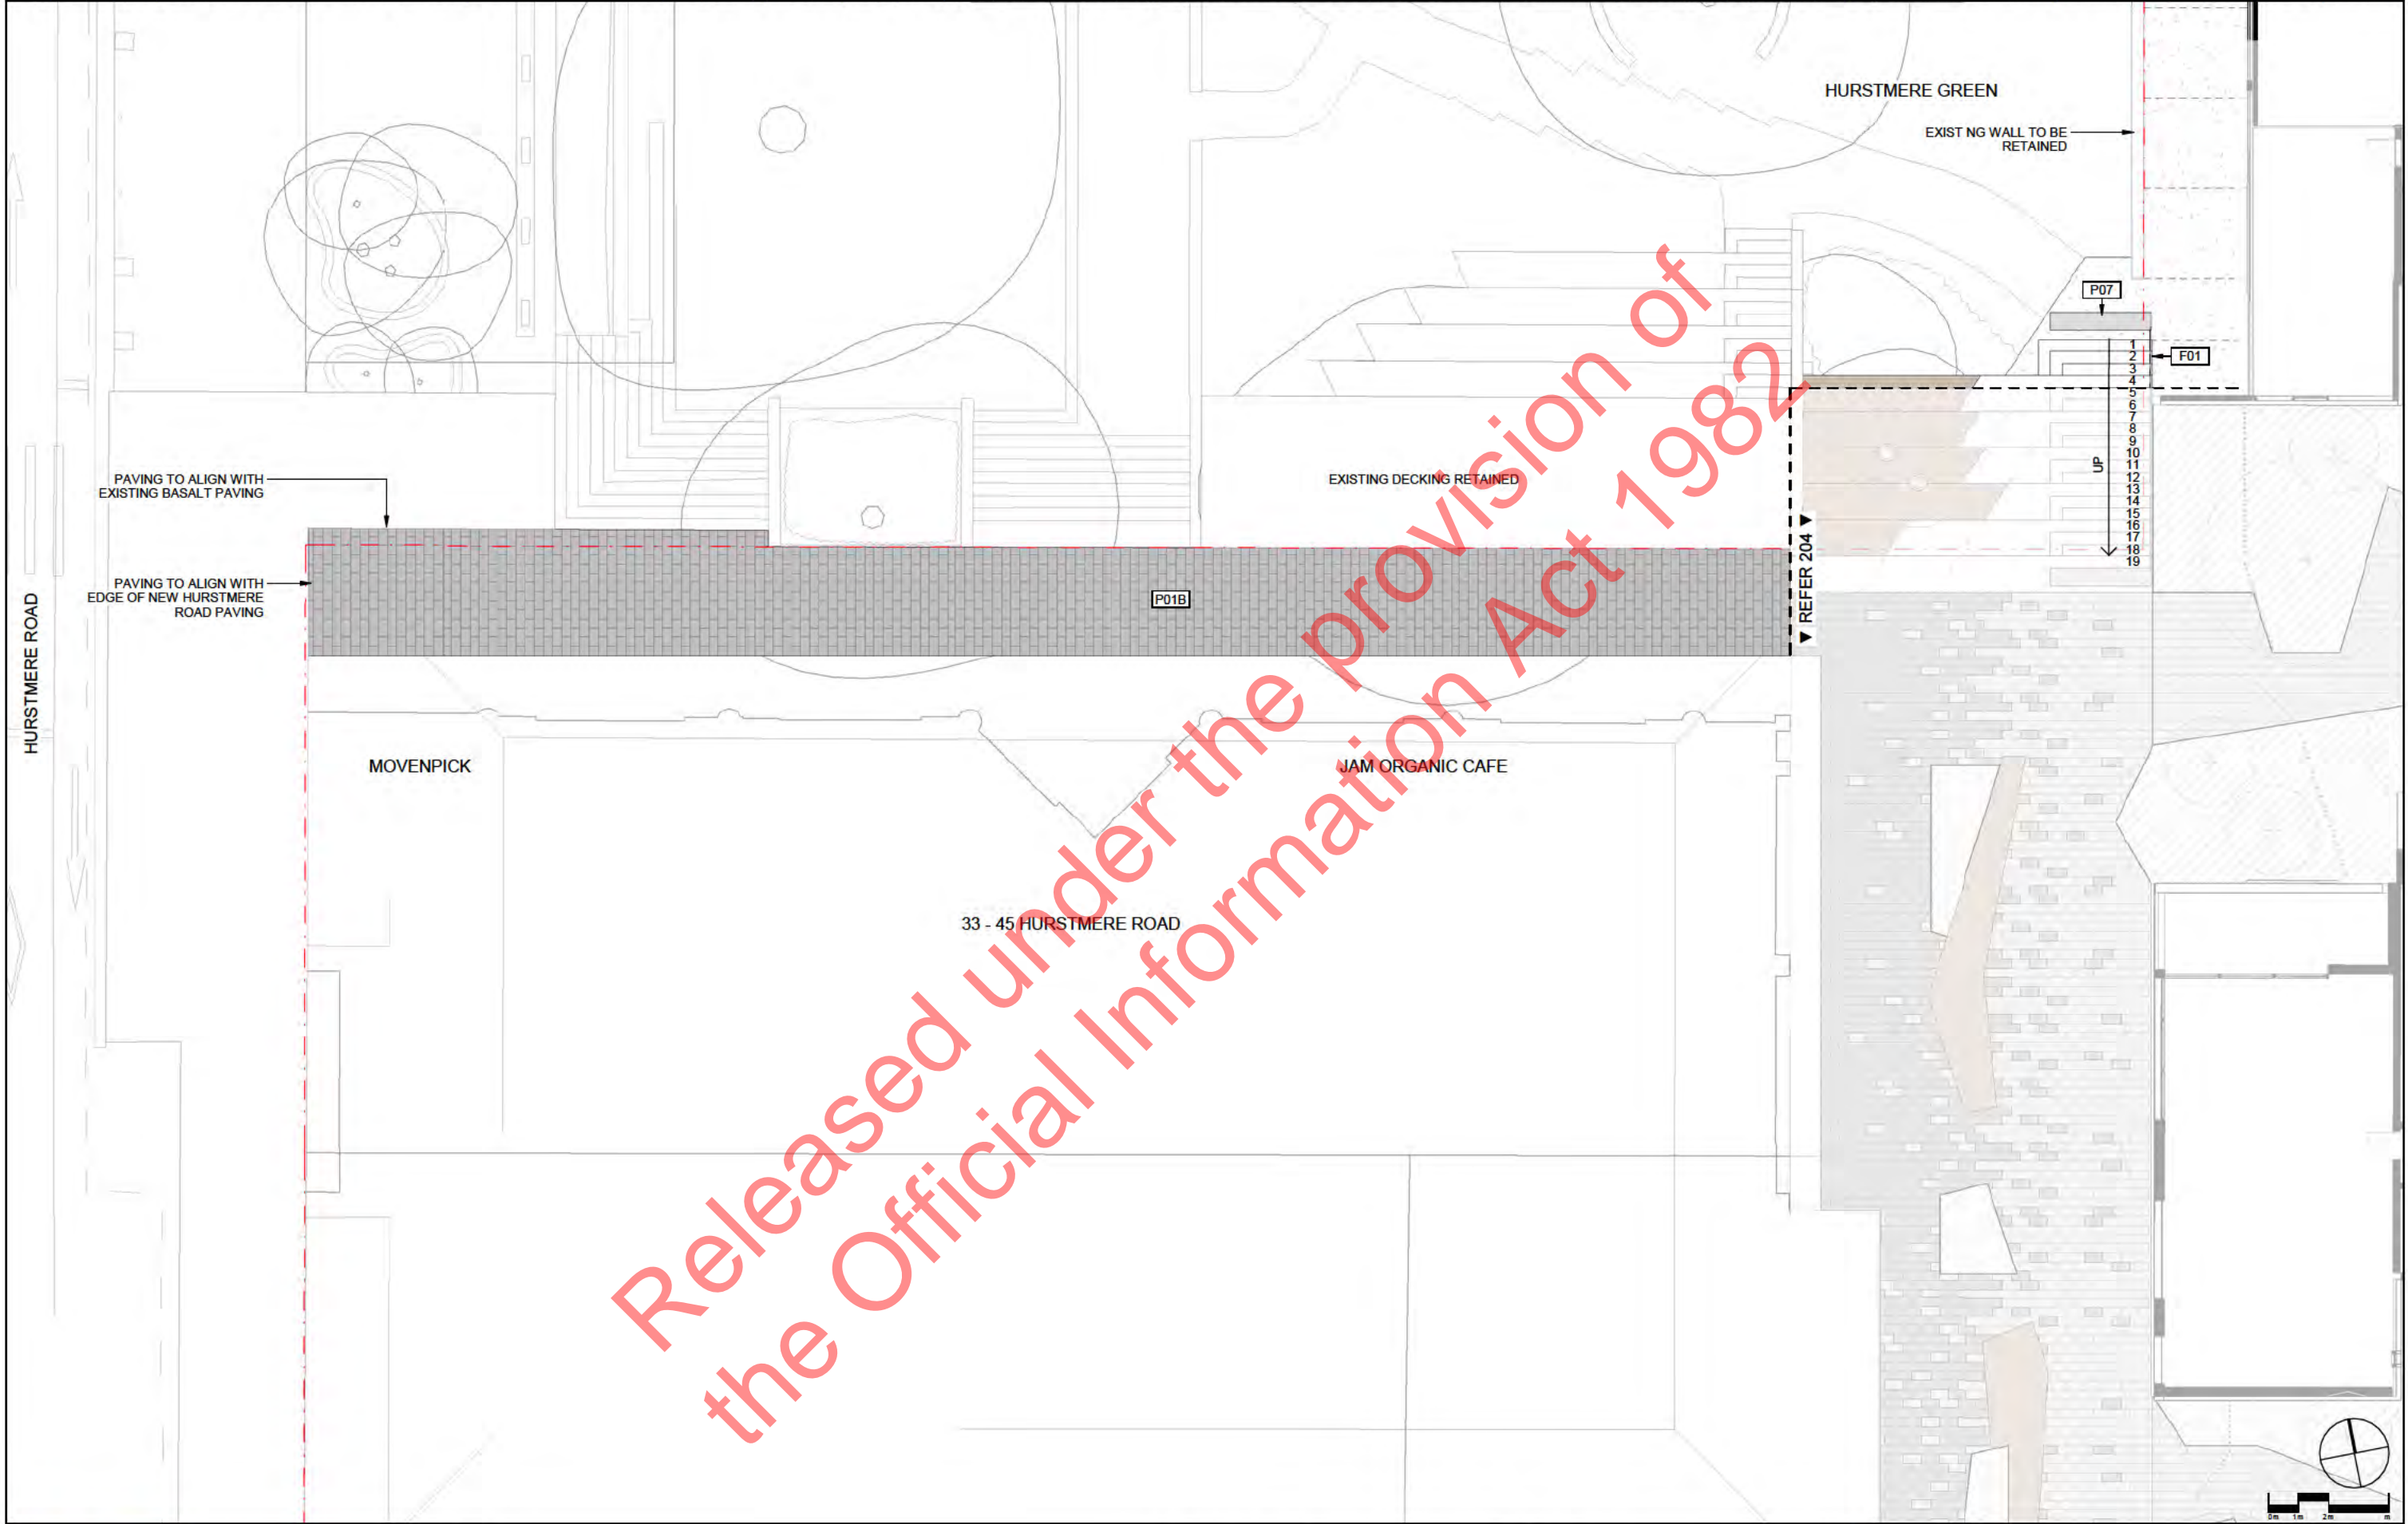 HURSTMERE GREEN
EXIST NG WALL TO BE
RETAINED
P07
1
2
F01
3
4
5
6
7
8
9
10
11
12
13
14
15
16
17
18
19
UP
PAVING TO ALIGN WITH
EXISTING BASALT PAVING
EXISTING DECKING RETAINED
PAVING TO ALIGN WITH
EDGE OF NEW HURSTMERE
ROAD PAVING
P01B
▼ REFER 204 ▼
HURSTMERE ROAD
MOVENPICK
JAM ORGANIC CAFE
33 - 45 HURSTMERE ROAD
Released under the provision of
the Official Information Act 1982
0m 1m 2m m